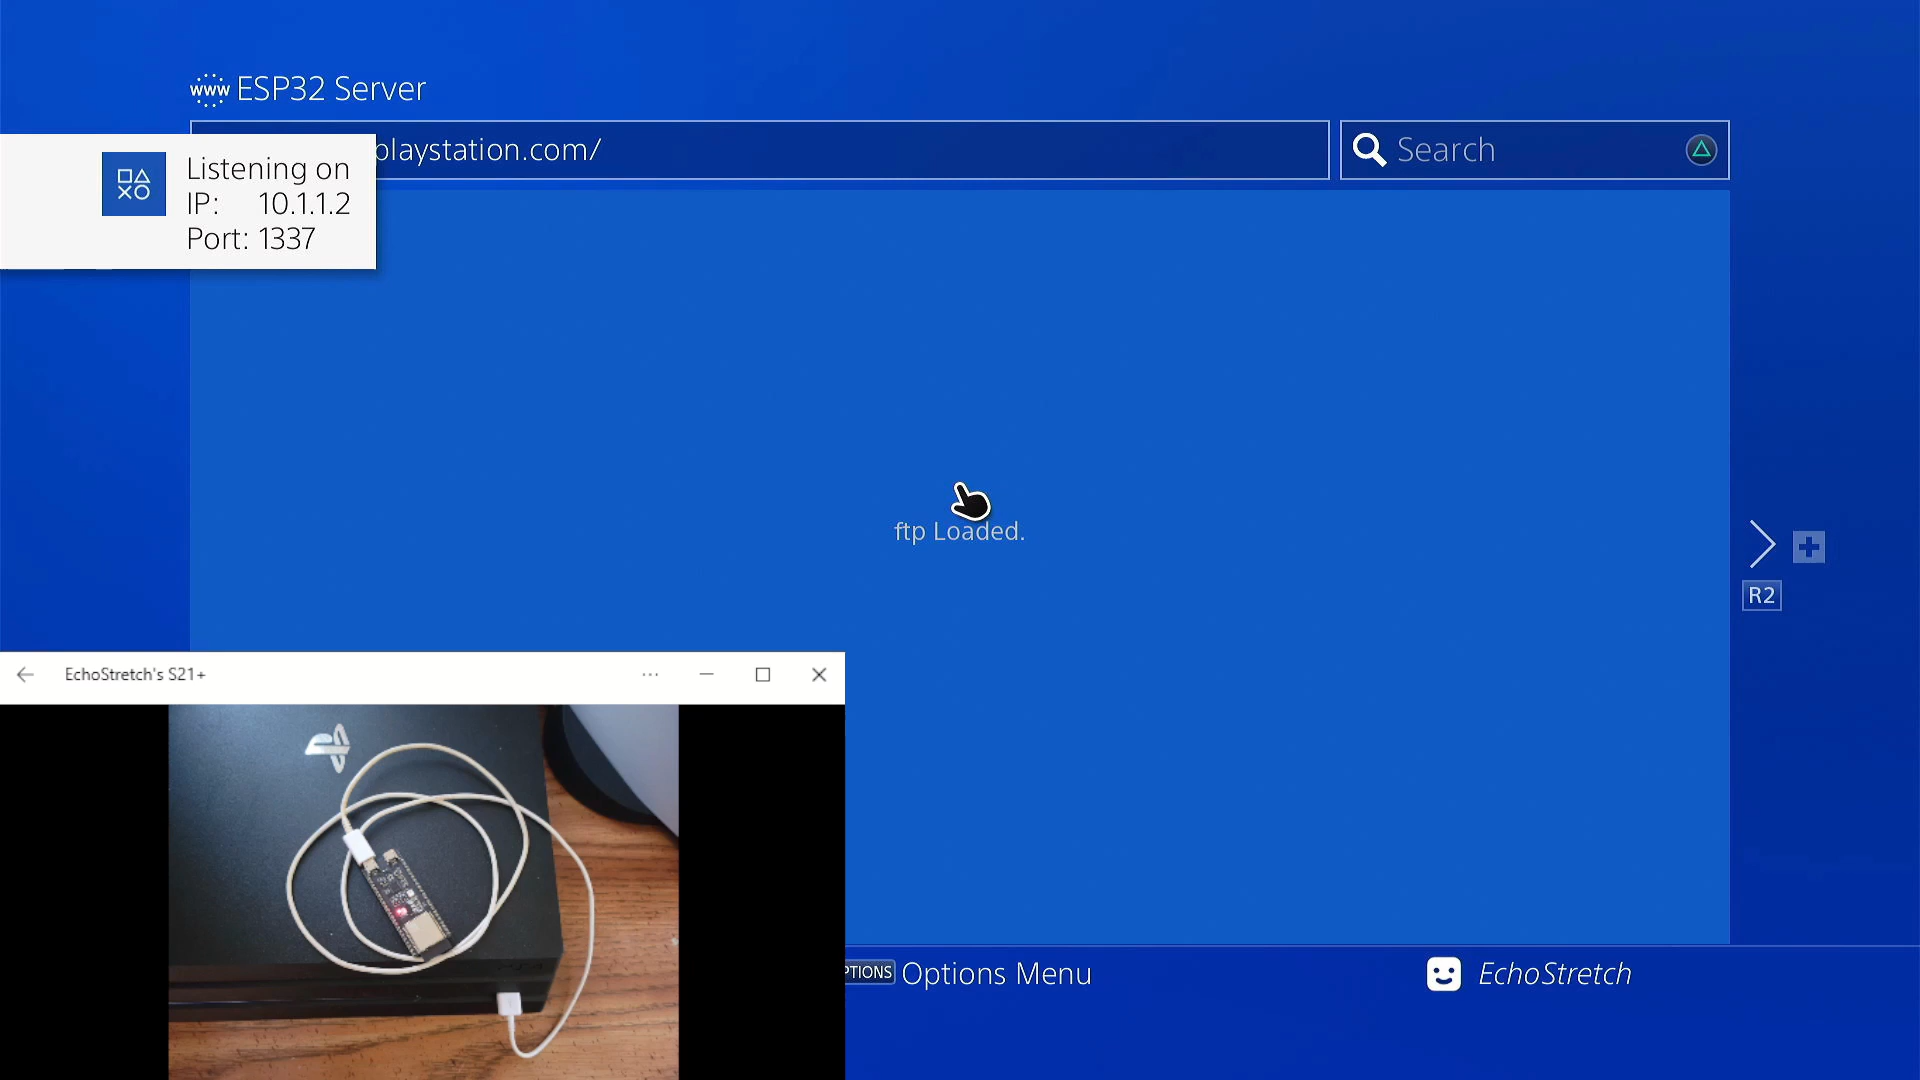 www ESP32 Server
playstation.com/
Search
Listening on
IP: 10.1.1.2
Port: 1337
ftp Loaded.
R2
EchoStretch's S21+
Options Menu
EchoStretch